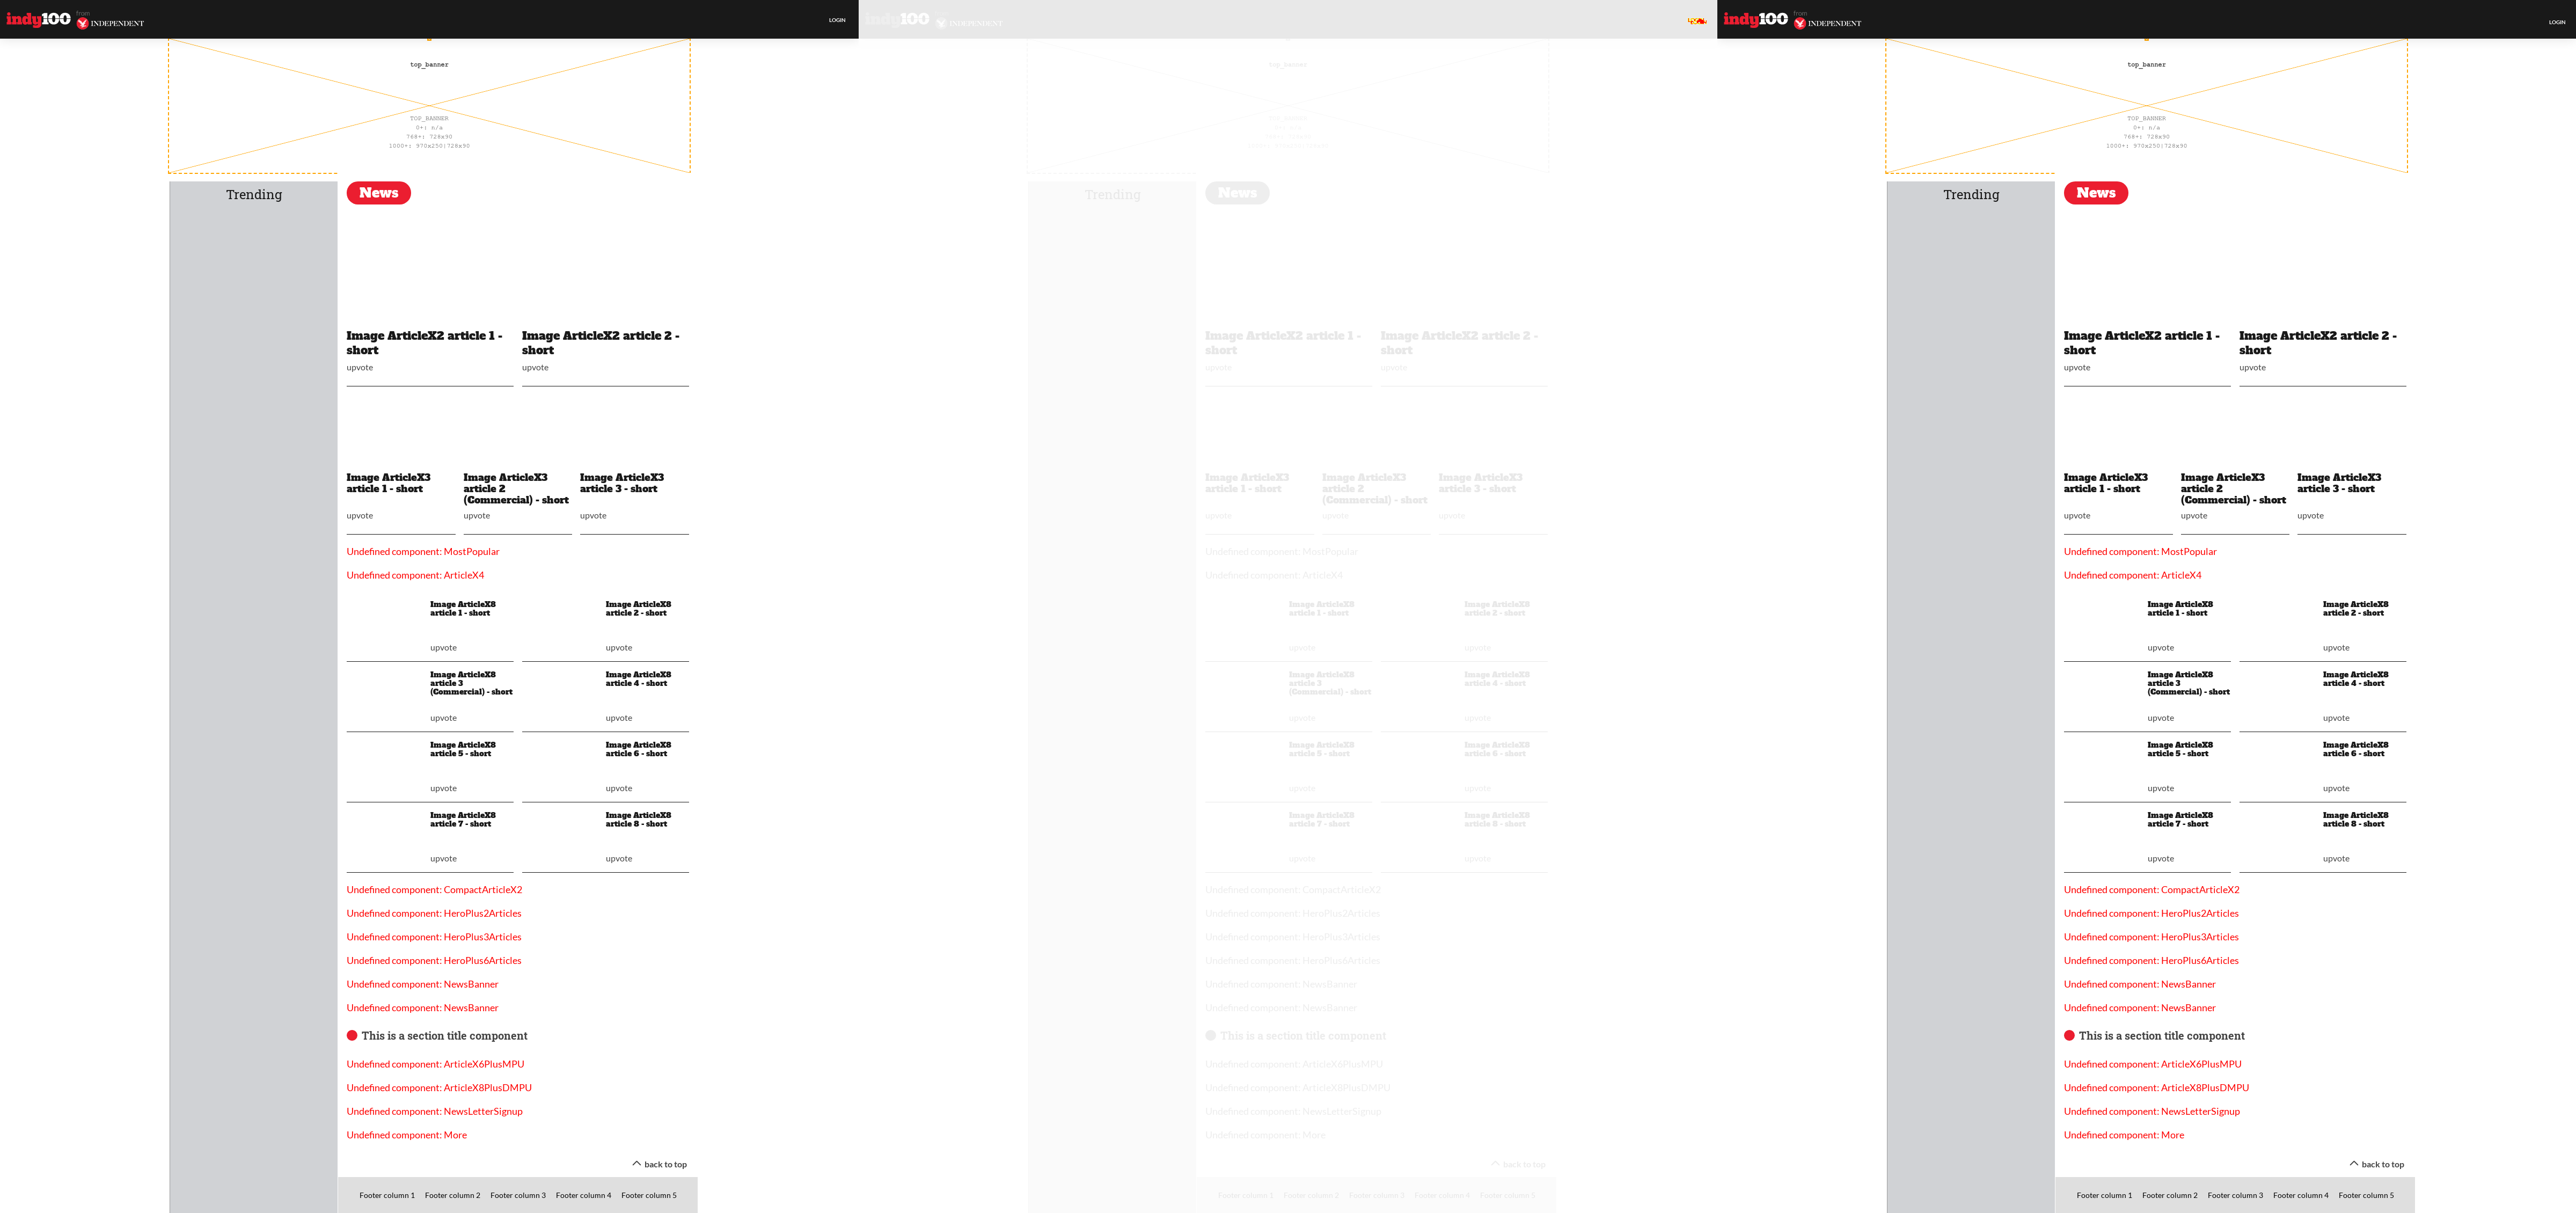 indy100 from INDEPENDENT
LOGIN
top_banner
TOP_BANNER
0+: n/a
768+: 728x90
1000+: 970x250|728x90
Trending
News
Image ArticleX2 article 1 -
short
upvote
Image ArticleX2 article 2 -
short
upvote
Image ArticleX3
article 1 - short
upvote
Image ArticleX3
article 2
(Commercial) - short
upvote
Image ArticleX3
article 3 - short
upvote
Undefined component: MostPopular
Undefined component: ArticleX4
Image ArticleX8
article 1 - short
upvote
Image ArticleX8
article 2 - short
upvote
Image ArticleX8
article 3
(Commercial) - short
upvote
Image ArticleX8
article 4 - short
upvote
Image ArticleX8
article 5 - short
upvote
Image ArticleX8
article 6 - short
upvote
Image ArticleX8
article 7 - short
upvote
Image ArticleX8
article 8 - short
upvote
Undefined component: CompactArticleX2
Undefined component: HeroPlus2Articles
Undefined component: HeroPlus3Articles
Undefined component: HeroPlus6Articles
Undefined component: NewsBanner
Undefined component: NewsBanner
This is a section title component
Undefined component: ArticleX6PlusMPU
Undefined component: ArticleX8PlusDMPU
Undefined component: NewsLetterSignup
Undefined component: More
back to top
Footer column 1 Footer column 2 Footer column 3 Footer column 4 Footer column 5
indy100 INDEPENDENT
top_banner
TOP_BANNER
Trending
News
Image ArticleX2 article 1 -
short
upvote
Image ArticleX2 article 2 -
short
upvote
Image ArticleX3
article 1 - short
upvote
Image ArticleX3
article 2
(Commercial) - short
upvote
Image ArticleX3
article 3 - short
upvote
Undefined component: MostPopular
Undefined component: ArticleX4
Image ArticleX8
article 1 - short
upvote
Image ArticleX8
article 2 - short
upvote
Image ArticleX8
article 3
(Commercial) - short
upvote
Image ArticleX8
article 4 - short
upvote
Image ArticleX8
article 5 - short
upvote
Image ArticleX8
article 6 - short
upvote
Image ArticleX8
article 7 - short
upvote
Image ArticleX8
article 8 - short
upvote
Undefined component: CompactArticleX2
Undefined component: HeroPlus2Articles
Undefined component: HeroPlus3Articles
Undefined component: HeroPlus6Articles
Undefined component: NewsBanner
Undefined component: NewsBanner
This is a section title component
Undefined component: ArticleX6PlusMPU
Undefined component: ArticleX8PlusDMPU
Undefined component: NewsLetterSignup
Undefined component: More
back to top
Footer column 1 Footer column 2 Footer column 3 Footer column 4 Footer column 5
indy100 from INDEPENDENT
LOGIN
top_banner
TOP_BANNER
0+: n/a
768+: 728x90
1000+: 970x250|728x90
Trending
News
Image ArticleX2 article 1 -
short
upvote
Image ArticleX2 article 2 -
short
upvote
Image ArticleX3
article 1 - short
upvote
Image ArticleX3
article 2
(Commercial) - short
upvote
Image ArticleX3
article 3 - short
upvote
Undefined component: MostPopular
Undefined component: ArticleX4
Image ArticleX8
article 1 - short
upvote
Image ArticleX8
article 2 - short
upvote
Image ArticleX8
article 3
(Commercial) - short
upvote
Image ArticleX8
article 4 - short
upvote
Image ArticleX8
article 5 - short
upvote
Image ArticleX8
article 6 - short
upvote
Image ArticleX8
article 7 - short
upvote
Image ArticleX8
article 8 - short
upvote
Undefined component: CompactArticleX2
Undefined component: HeroPlus2Articles
Undefined component: HeroPlus3Articles
Undefined component: HeroPlus6Articles
Undefined component: NewsBanner
Undefined component: NewsBanner
This is a section title component
Undefined component: ArticleX6PlusMPU
Undefined component: ArticleX8PlusDMPU
Undefined component: NewsLetterSignup
Undefined component: More
back to top
Footer column 1 Footer column 2 Footer column 3 Footer column 4 Footer column 5